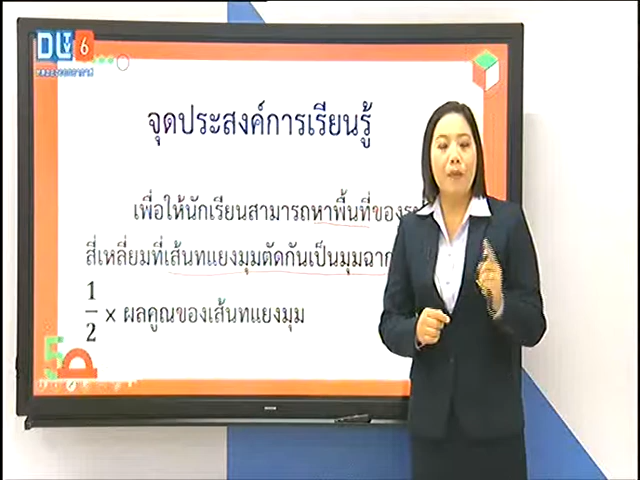 DLTV 6
จุดประสงค์การเรียนรู้
เพื่อให้นักเรียนสามารถหาพื้นที่ของ
สี่เหลี่ยมที่เส้นทแยงมุมตัดกันเป็นมุมฉาก
1/2 x ผลคูณของเส้นทแยงมุม